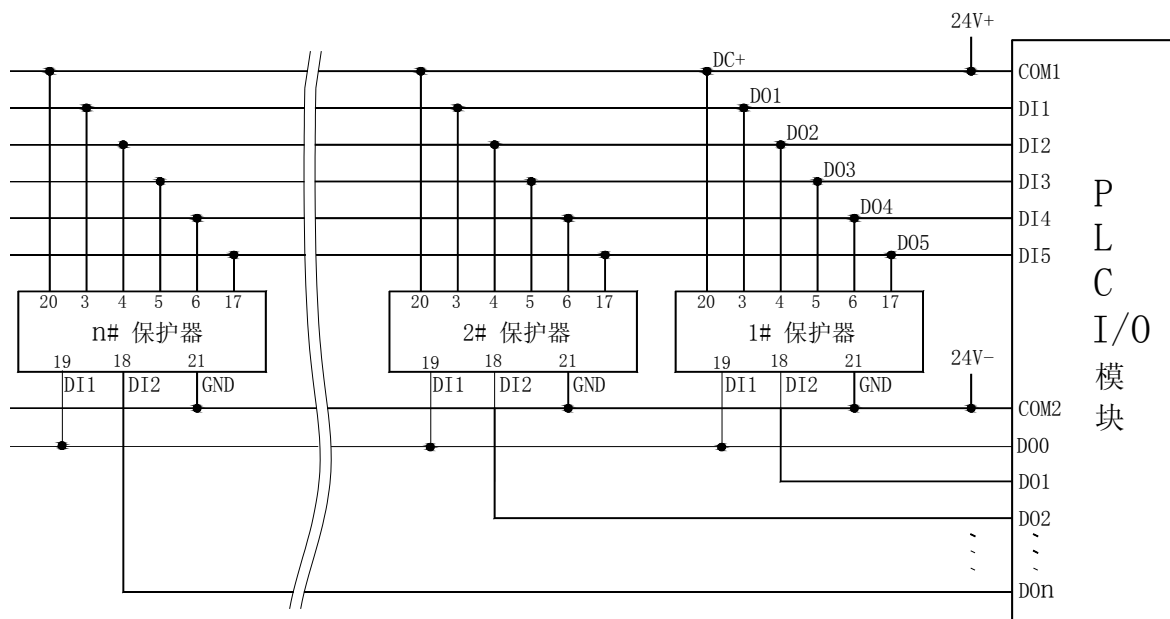 24V+
DC+
COM1
DO1
DI1
DO2
DI2
DO3
DI3
DO4
DI4
DO5
DI5
20 3 4 5 6 17
20 3 4 5 6 17
20 3 4 5 6 17
n# 保护器
2# 保护器
1# 保护器
19 18 21
19 18 21
19 18 21
DI1 DI2 GND
DI1 DI2 GND
DI1 DI2 GND
24V-
COM2
DO0
DO1
DO2
DOn
P
L
C
I/O
模
块